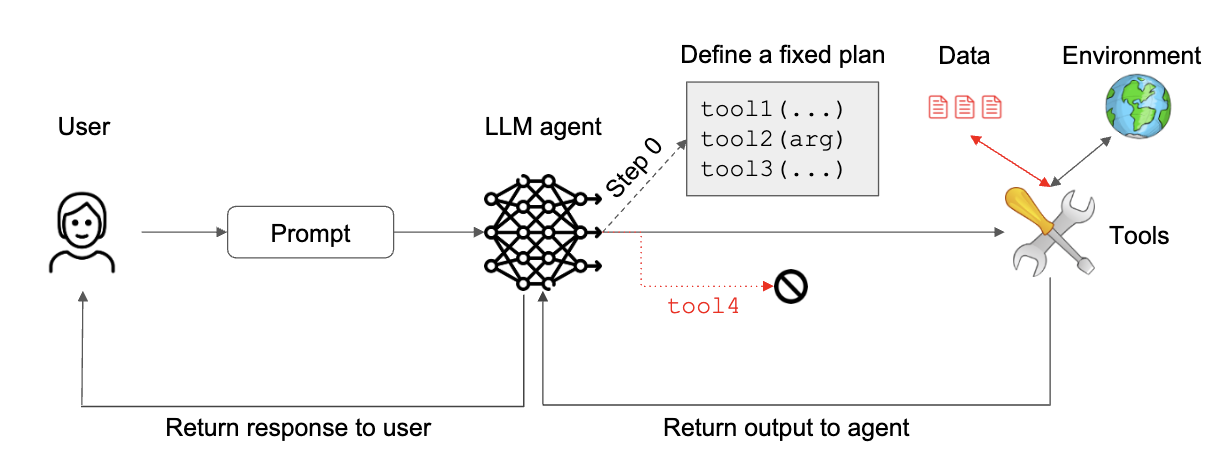 Define a fixed plan
Data
Environment
tool1(...)
tool2(arg)
tool3(...)
User
LLM agent
Step 0
Prompt
Tools
tool4
Return response to user
Return output to agent